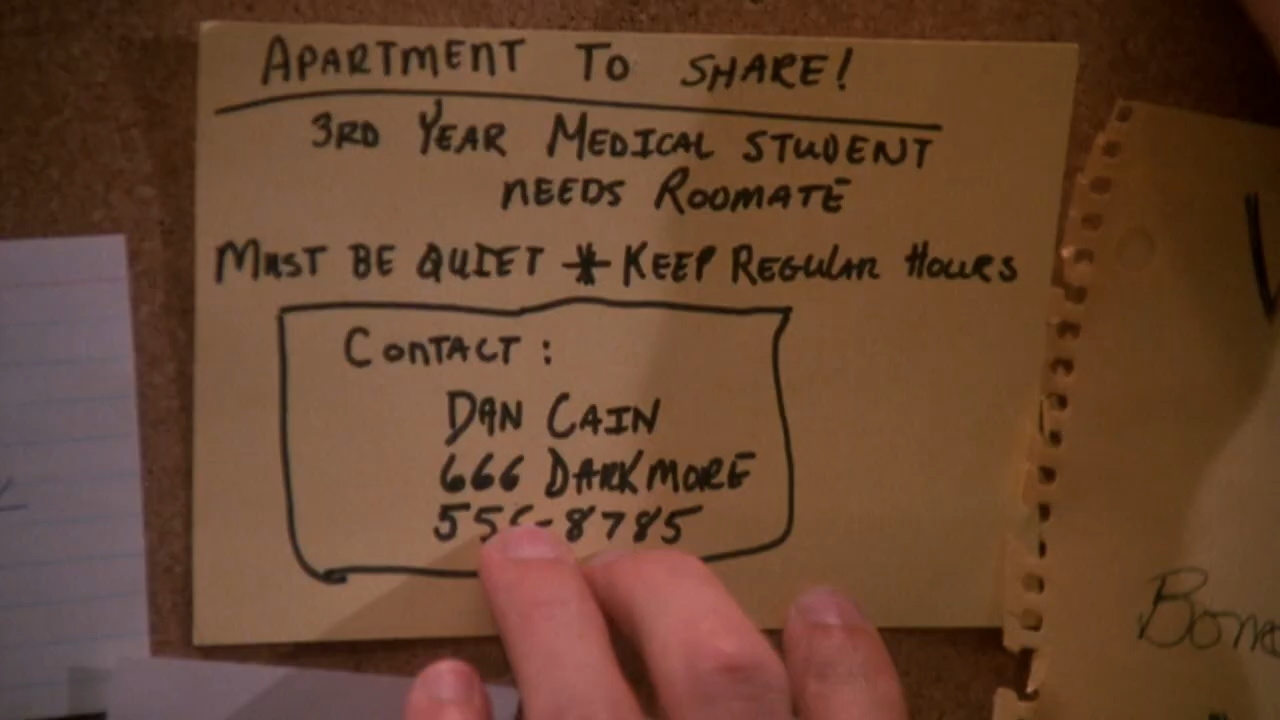 APARTMENT TO SHARE!
3RD YEAR MEDICAL STUDENT
NEEDS ROOMATE
MUST BE QUIET * KEEP REGULAR HOURS
CONTACT:
DAN CAIN
666 DARKMORE
-8785